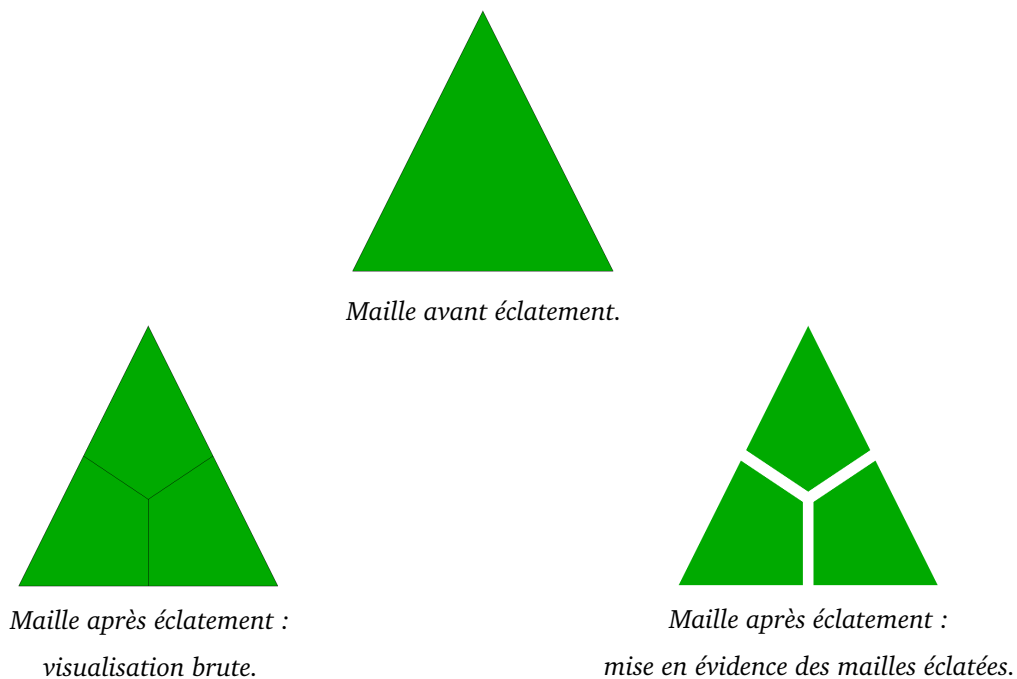 Maille avant éclatement.
Maille après éclatement :
visualisation brute.
Maille après éclatement :
mise en évidence des mailles éclatées.